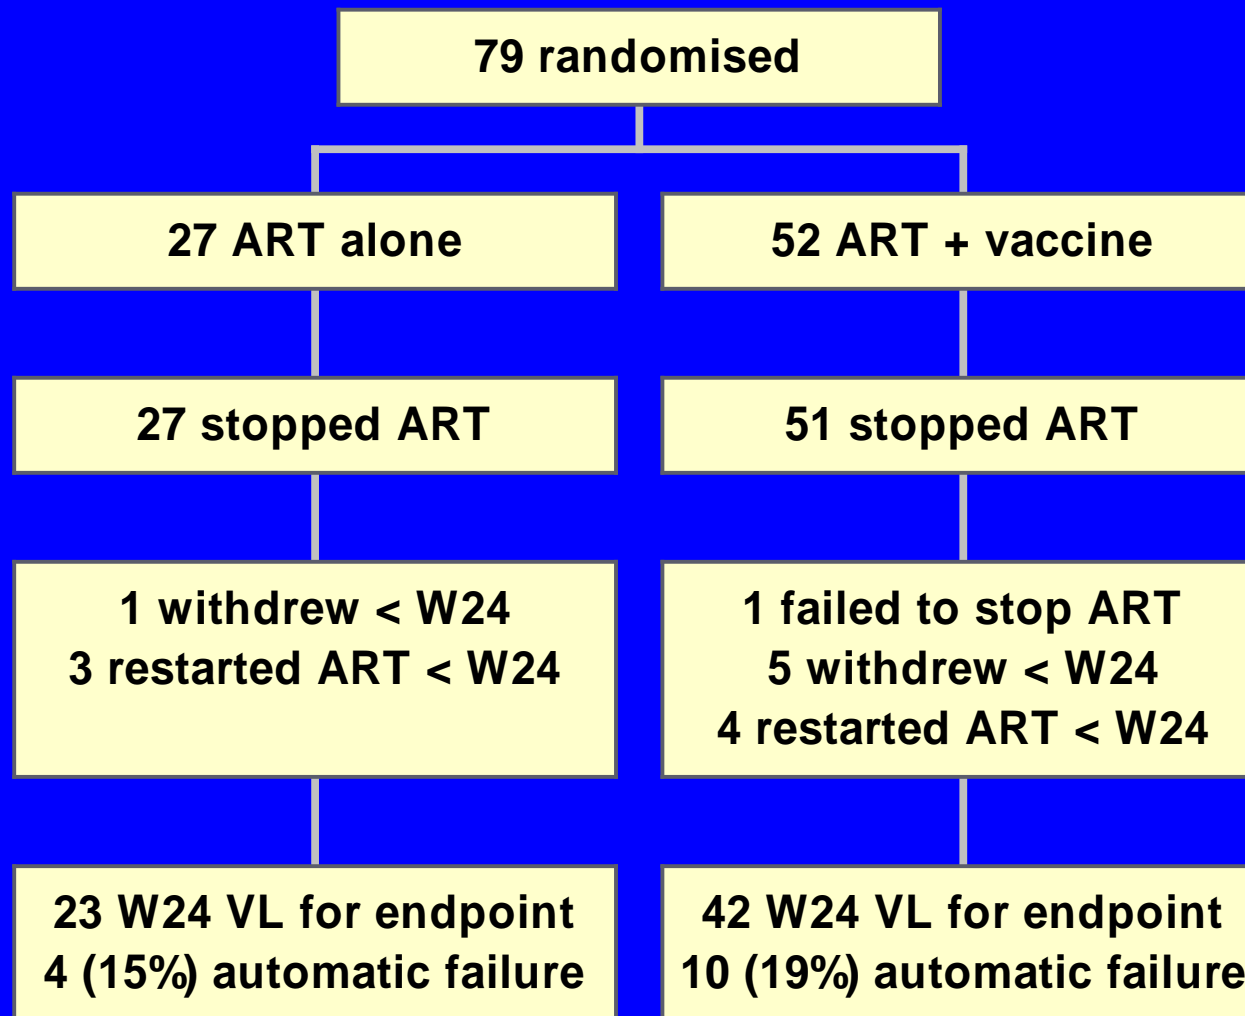 79 randomised
27 ART alone
52 ART + vaccine
27 stopped ART
51 stopped ART
1 withdrew < W24
3 restarted ART < W24
1 failed to stop ART
5 withdrew < W24
4 restarted ART < W24
23 W24 VL for endpoint
4 (15%) automatic failure
42 W24 VL for endpoint
10 (19%) automatic failure